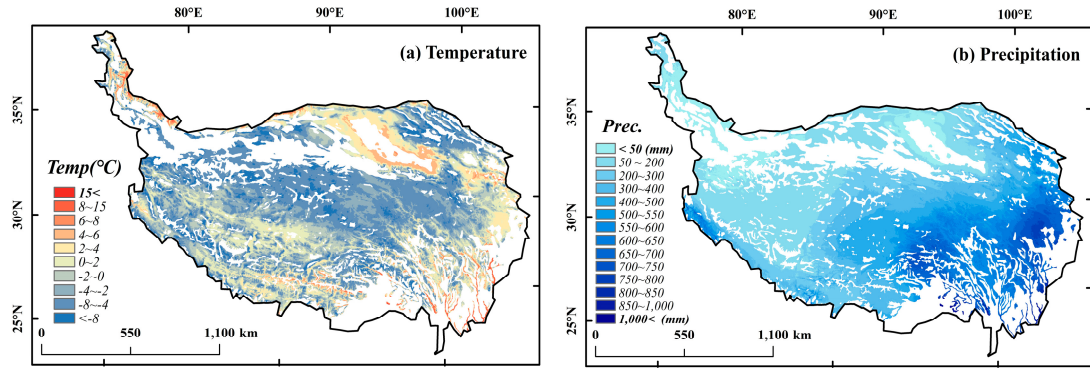 80°E 90°E 100°E
(a) Temperature
35°N
30°N
25°N
Temp(°C)
15<
8~15
6~8
4~6
2~4
0~2
-2~0
-4~-2
-8~-4
<-8
0 550 1,100 km
80°E 90°E 100°E
(b) Precipitation
35°N
30°N
25°N
Prec.
< 50 (mm)
50 ~ 200
200~300
300~400
400~500
500~550
550~600
600~650
650~700
700~750
750~800
800~850
850~1,000
1,000< (mm)
0 550 1,100 km